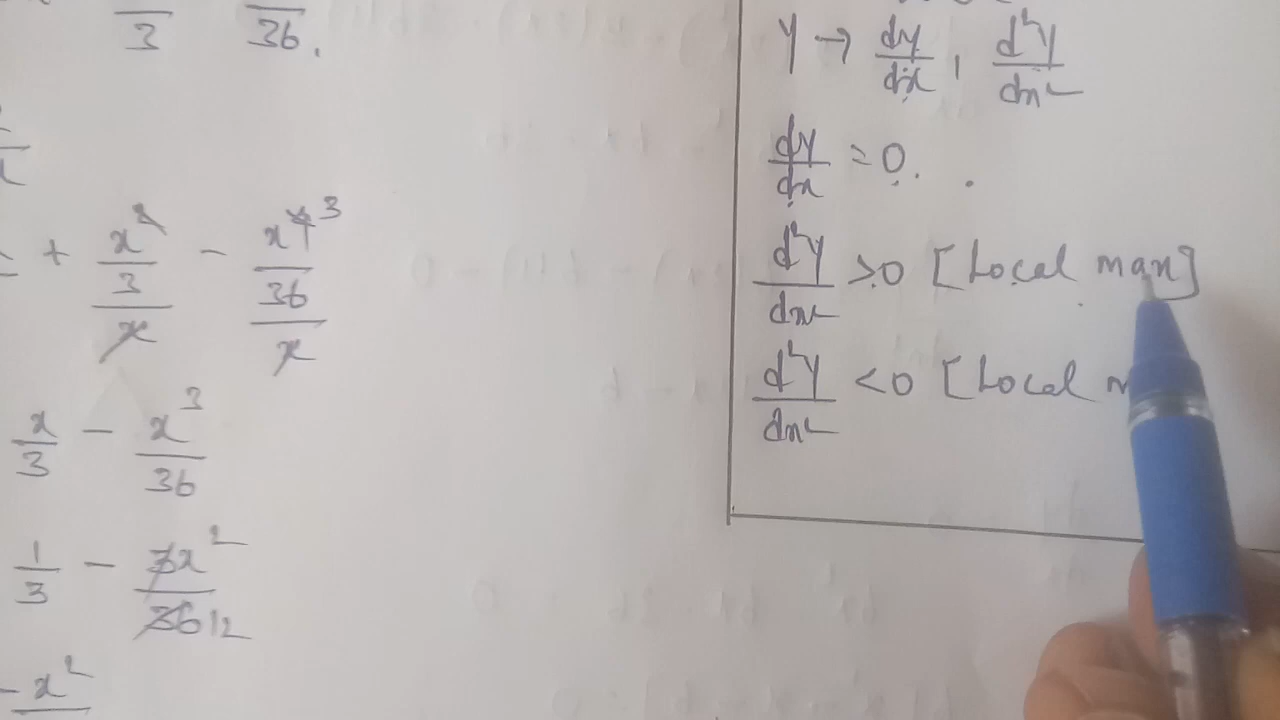 3 36.
+ x²/3/x - x⁴ ³/36/x
x/3 - x³/36
1/3 - 3x²/36 12
- x²
y → dy/dx , d²y/dx²
dy/dx = 0.
d²y/dx² > 0 [Local max]
d²y/dx² < 0 [Local